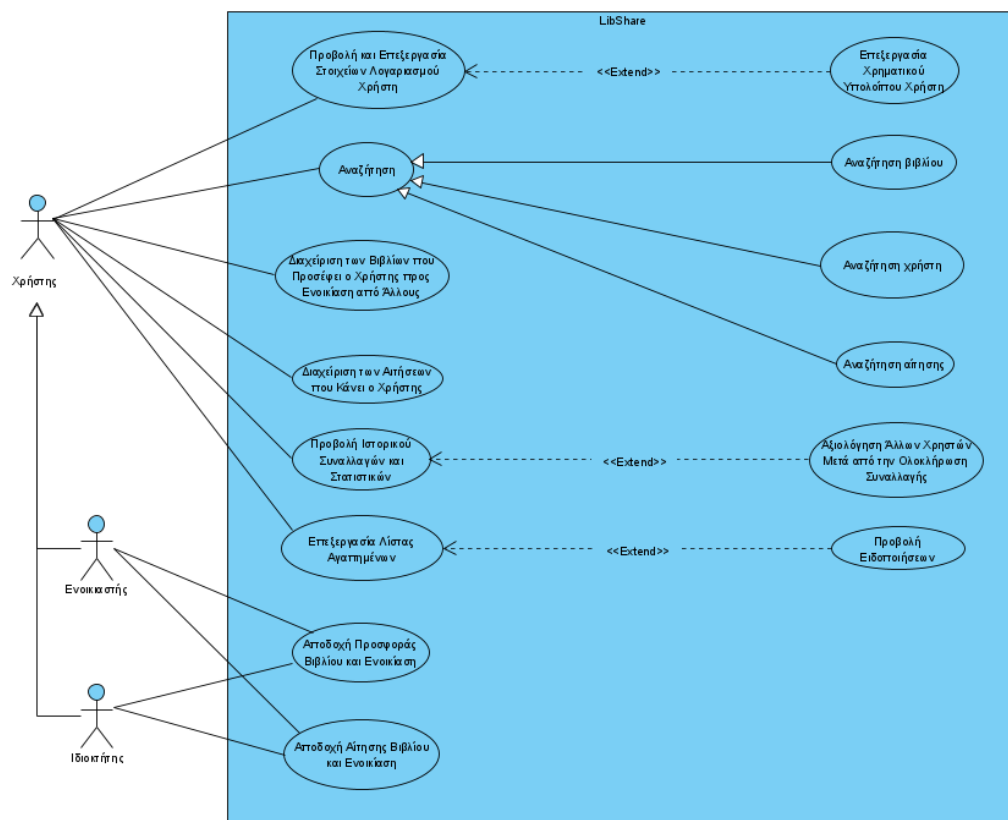 LibShare
Προβολή και Επεξεργασία
Στοιχείων Λογαριασμού
Χρήστη
<<Extend>>
Επεξεργασία
Χρηματικού
Υπολοίπου Χρήστη
Αναζήτηση
Αναζήτηση βιβλίου
Χρήστης
Διαχείριση των Βιβλίων που
Προσέφει ο Χρήστης προς
Ενοικίαση από Άλλους
Αναζήτηση χρήστη
Διαχείριση των Αιτήσεων
που Κάνει ο Χρήστης
Αναζήτηση αίτησης
Προβολή Ιστορικού
Συναλλαγών και
Στατιστικών
<<Extend>>
Αξιολόγηση Άλλων Χρηστών
Μετά από την Ολοκλήρωση
Συναλλαγής
Επεξεργασία Λίστας
Αγαπημένων
<<Extend>>
Προβολή
Ειδοποιήσεων
Ενοικιαστής
Αποδοχή Προσφοράς
Βιβλίου και Ενοικίαση
Ιδιοκτήτης
Αποδοχή Αίτησης Βιβλίου
και Ενοικίαση